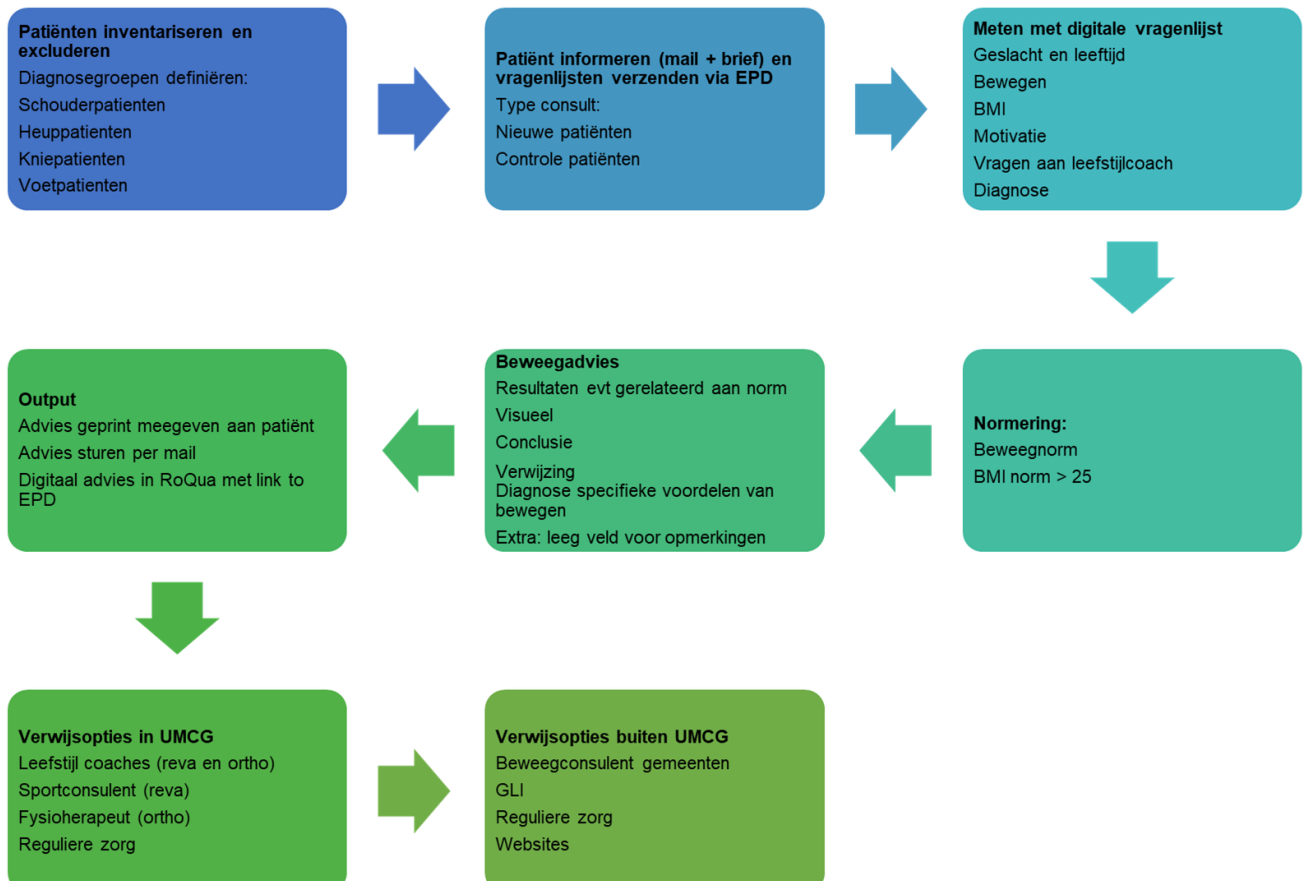 Patiënten inventariseren en
excluderen
Diagnosegroepen definiëren:
Schouderpatienten
Heuppatienten
Kniepatienten
Voetpatienten
Patiënt informeren (mail + brief) en
vragenlijsten verzenden via EPD
Type consult:
Nieuwe patiënten
Controle patiënten
Meten met digitale vragenlijst
Geslacht en leeftijd
Bewegen
BMI
Motivatie
Vragen aan leefstijlcoach
Diagnose
Normering:
Beweegnorm
BMI norm > 25
Beweegadvies
Resultaten evt gerelateerd aan norm
Visueel
Conclusie
Verwijzing
Diagnose specifieke voordelen van
bewegen
Extra: leeg veld voor opmerkingen
Output
Advies geprint meegeven aan patiënt
Advies sturen per mail
Digitaal advies in RoQua met link to
EPD
Verwijsopties in UMCG
Leefstijl coaches (reva en ortho)
Sportconsulent (reva)
Fysioherapeut (ortho)
Reguliere zorg
Verwijsopties buiten UMCG
Beweegconsulent gemeenten
GLI
Reguliere zorg
Websites